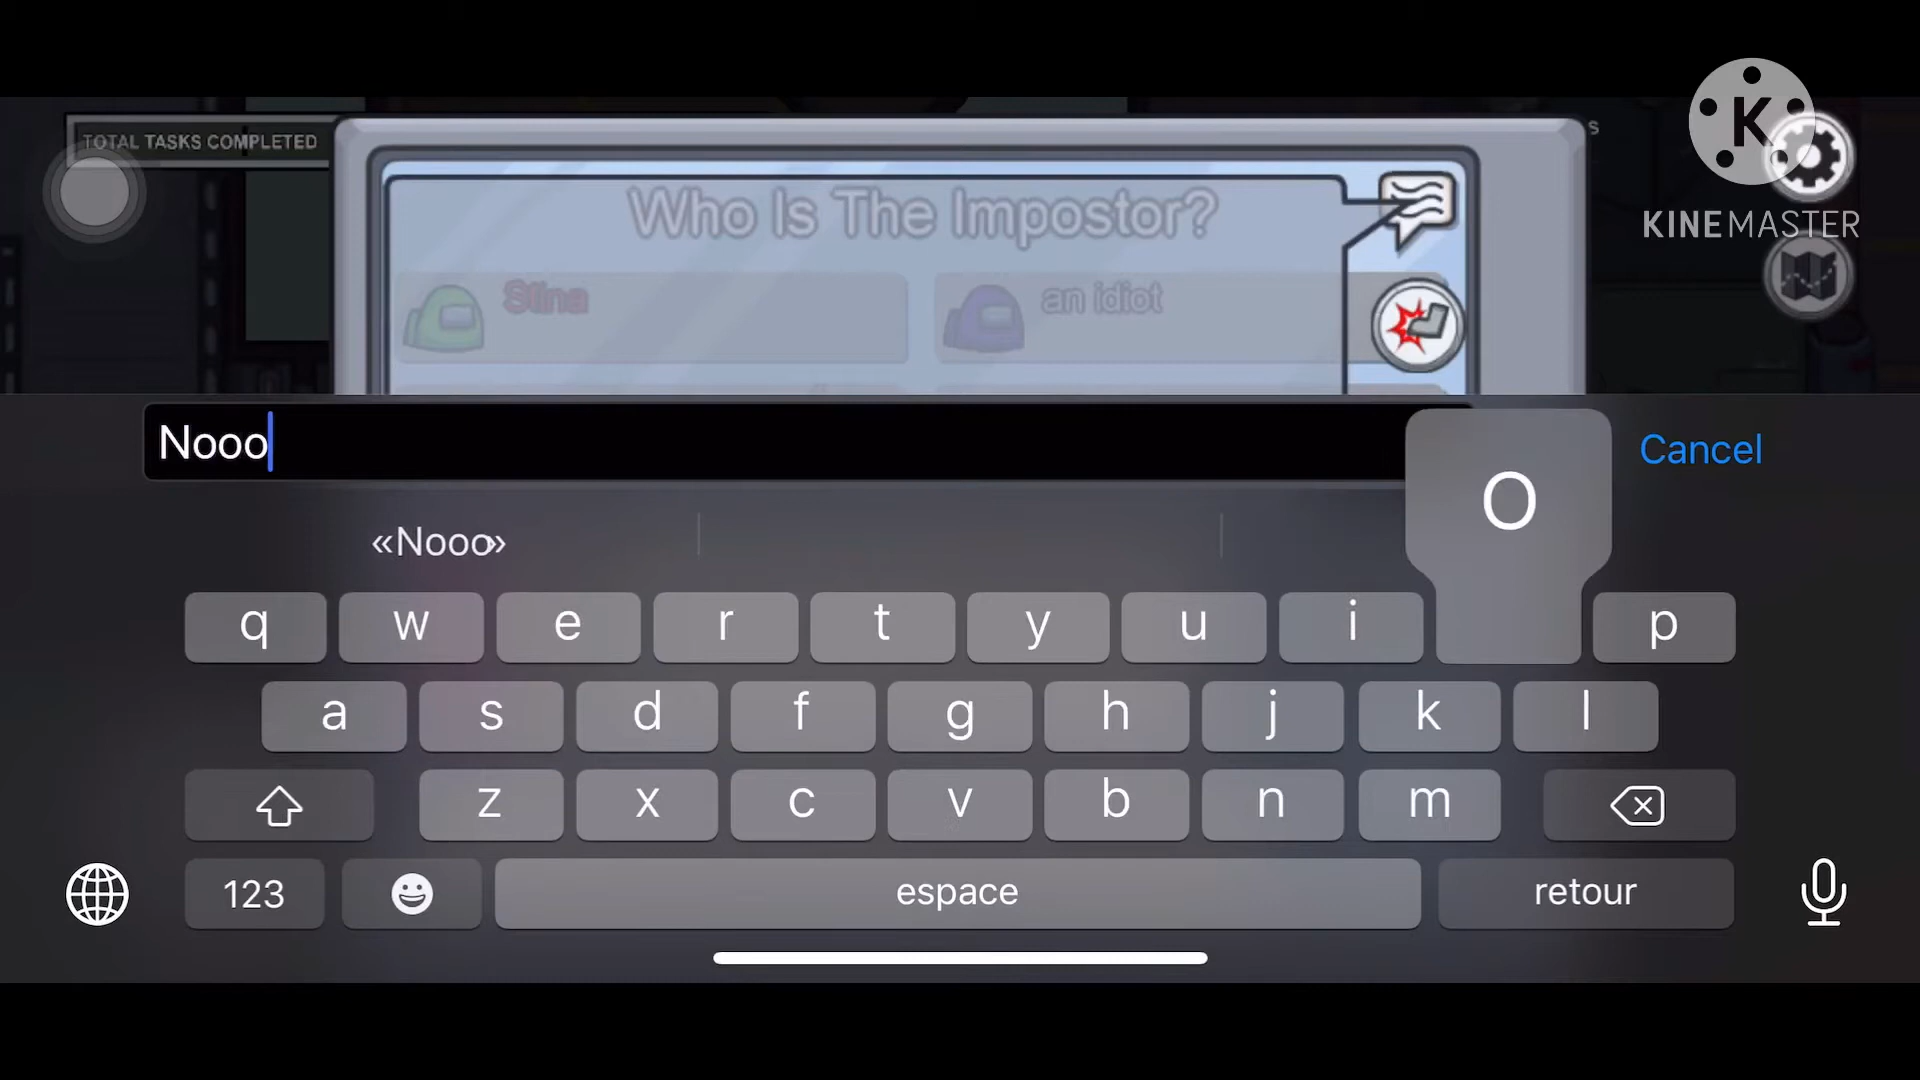 TOTAL TASKS COMPLETED
s
K
KINEMASTER
Who Is The Impostor?
Stina
an idiot
Nooo
Cancel
«Nooo»
O
q w e r t y u i p
a s d f g h j k l
z x c v b n m
123 espace retour